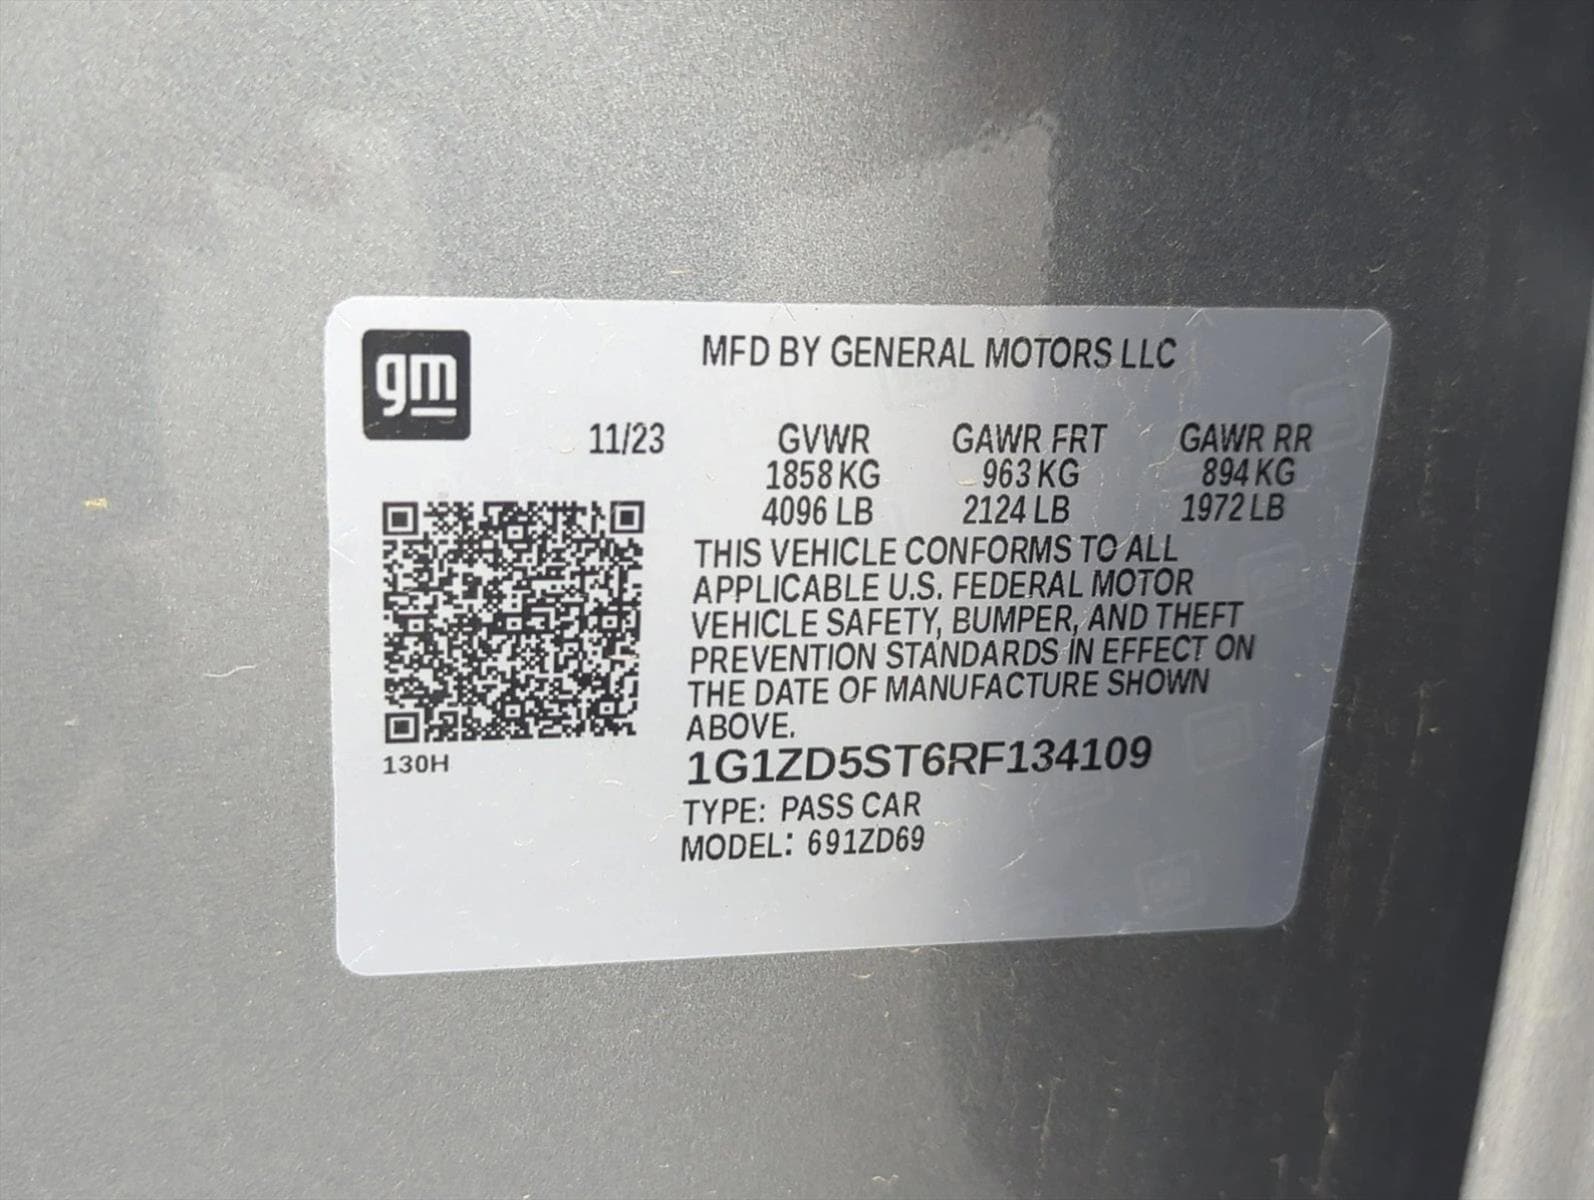 gm
MFD BY GENERAL MOTORS LLC
11/23 GVWR GAWR FRT GAWR RR
1858 KG 963 KG 894 KG
4096 LB 2124 LB 1972 LB
THIS VEHICLE CONFORMS TO ALL
APPLICABLE U.S. FEDERAL MOTOR
VEHICLE SAFETY, BUMPER, AND THEFT
PREVENTION STANDARDS IN EFFECT ON
THE DATE OF MANUFACTURE SHOWN
ABOVE.
130H
1G1ZD5ST6RF134109
TYPE: PASS CAR
MODEL: 691ZD69